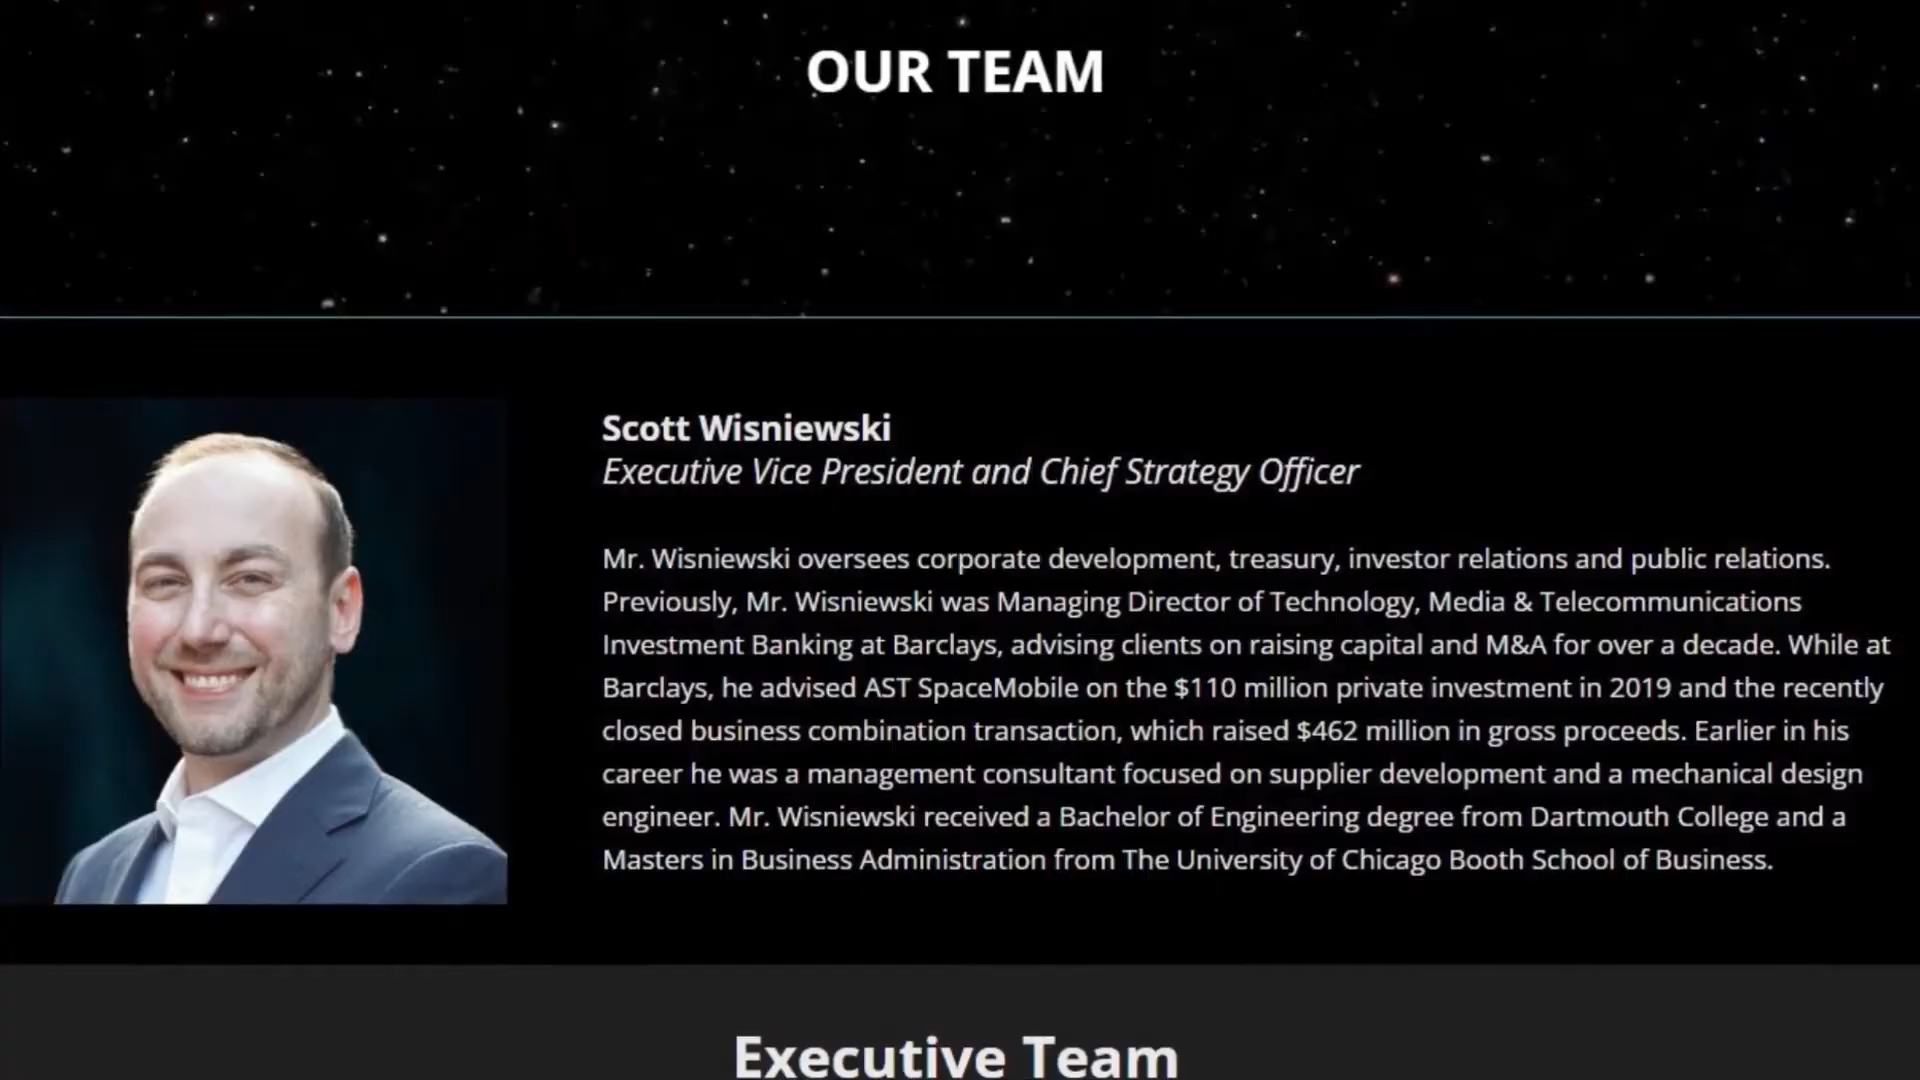 OUR TEAM
Scott Wisniewski
Executive Vice President and Chief Strategy Officer
Mr. Wisniewski oversees corporate development, treasury, investor relations and public relations.
Previously, Mr. Wisniewski was Managing Director of Technology, Media & Telecommunications
Investment Banking at Barclays, advising clients on raising capital and M&A for over a decade. While at
Barclays, he advised AST SpaceMobile on the $110 million private investment in 2019 and the recently
closed business combination transaction, which raised $462 million in gross proceeds. Earlier in his
career he was a management consultant focused on supplier development and a mechanical design
engineer. Mr. Wisniewski received a Bachelor of Engineering degree from Dartmouth College and a
Masters in Business Administration from The University of Chicago Booth School of Business.
Executive Team